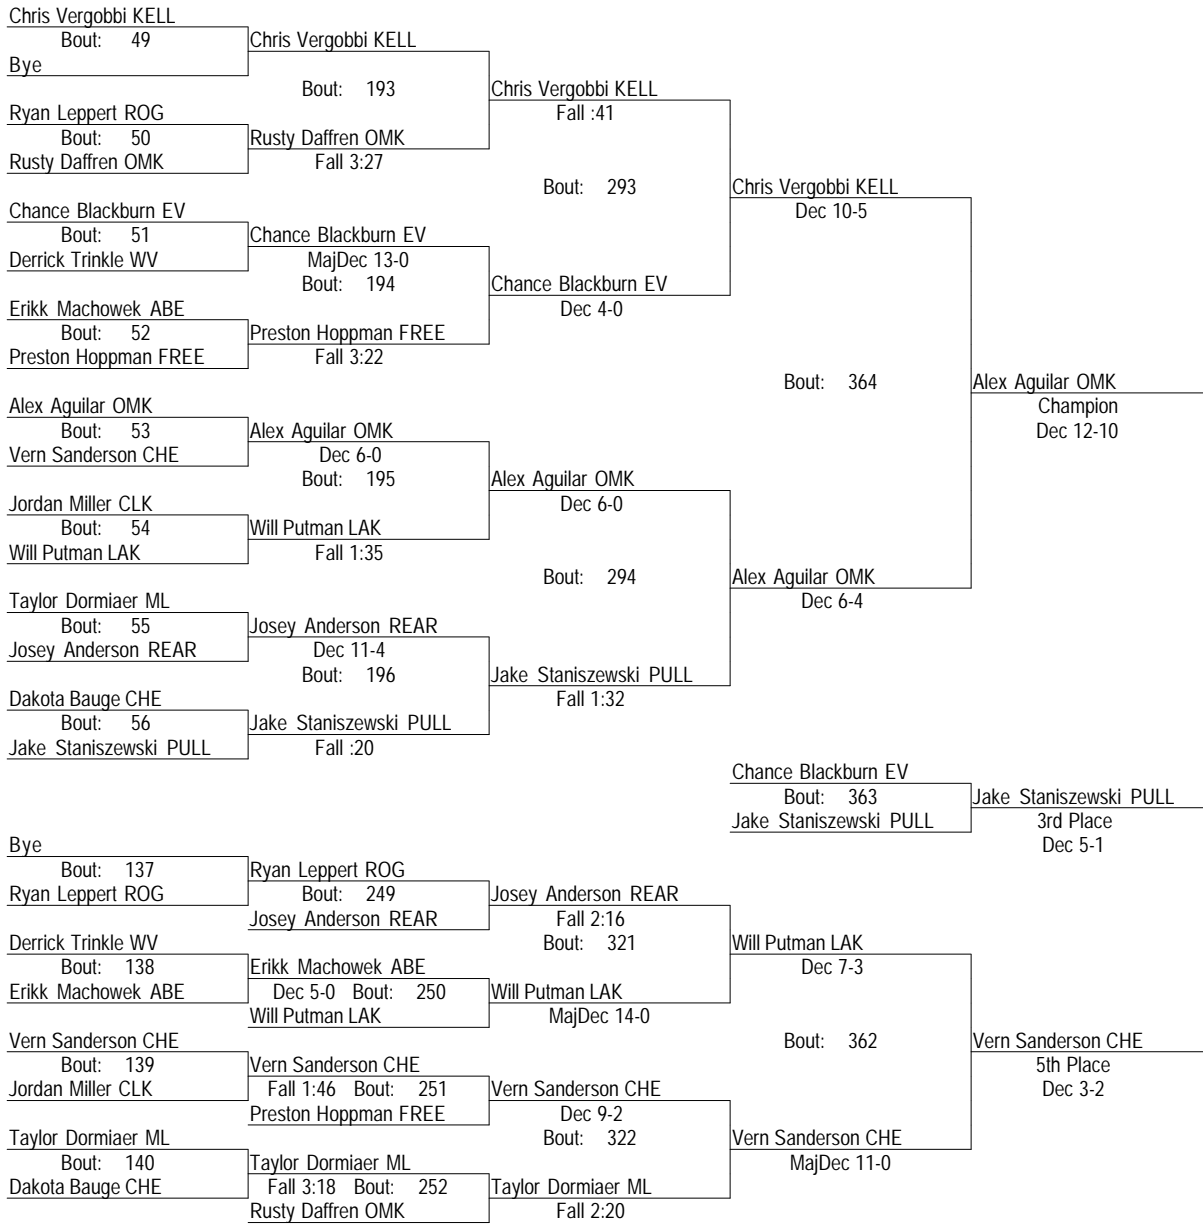 Chris Vergobbi KELL
Bout: 49
Chris Vergobbi KELL
Bye
Bout: 193
Chris Vergobbi KELL
Ryan Leppert ROG
Fall :41
Bout: 50
Rusty Daffren OMK
Rusty Daffren OMK
Fall 3:27
Bout: 293
Chris Vergobbi KELL
Chance Blackburn EV
Dec 10-5
Bout: 51
Chance Blackburn EV
Derrick Trinkle WV
MajDec 13-0
Bout: 194
Chance Blackburn EV
Erikk Machowek ABE
Dec 4-0
Bout: 52
Preston Hoppman FREE
Preston Hoppman FREE
Fall 3:22
Bout: 364
Alex Aguilar OMK
Alex Aguilar OMK
Champion
Bout: 53
Alex Aguilar OMK
Dec 12-10
Vern Sanderson CHE
Dec 6-0
Bout: 195
Alex Aguilar OMK
Jordan Miller CLK
Dec 6-0
Bout: 54
Will Putman LAK
Will Putman LAK
Fall 1:35
Bout: 294
Alex Aguilar OMK
Taylor Dormiaer ML
Dec 6-4
Bout: 55
Josey Anderson REAR
Josey Anderson REAR
Dec 11-4
Bout: 196
Jake Staniszewski PULL
Dakota Bauge CHE
Fall 1:32
Bout: 56
Jake Staniszewski PULL
Jake Staniszewski PULL
Fall :20
Chance Blackburn EV
Bout: 363
Jake Staniszewski PULL
Jake Staniszewski PULL
3rd Place
Dec 5-1
Bye
Bout: 137
Ryan Leppert ROG
Ryan Leppert ROG
Bout: 249
Josey Anderson REAR
Josey Anderson REAR
Fall 2:16
Derrick Trinkle WV
Bout: 321
Will Putman LAK
Bout: 138
Erikk Machowek ABE
Dec 7-3
Erikk Machowek ABE
Dec 5-0 Bout: 250
Will Putman LAK
Will Putman LAK
MajDec 14-0
Vern Sanderson CHE
Bout: 362
Vern Sanderson CHE
Bout: 139
Vern Sanderson CHE
5th Place
Jordan Miller CLK
Fall 1:46 Bout: 251
Vern Sanderson CHE
Dec 3-2
Preston Hoppman FREE
Dec 9-2
Taylor Dormiaer ML
Bout: 322
Vern Sanderson CHE
Bout: 140
Taylor Dormiaer ML
MajDec 11-0
Dakota Bauge CHE
Fall 3:18 Bout: 252
Taylor Dormiaer ML
Rusty Daffren OMK
Fall 2:20